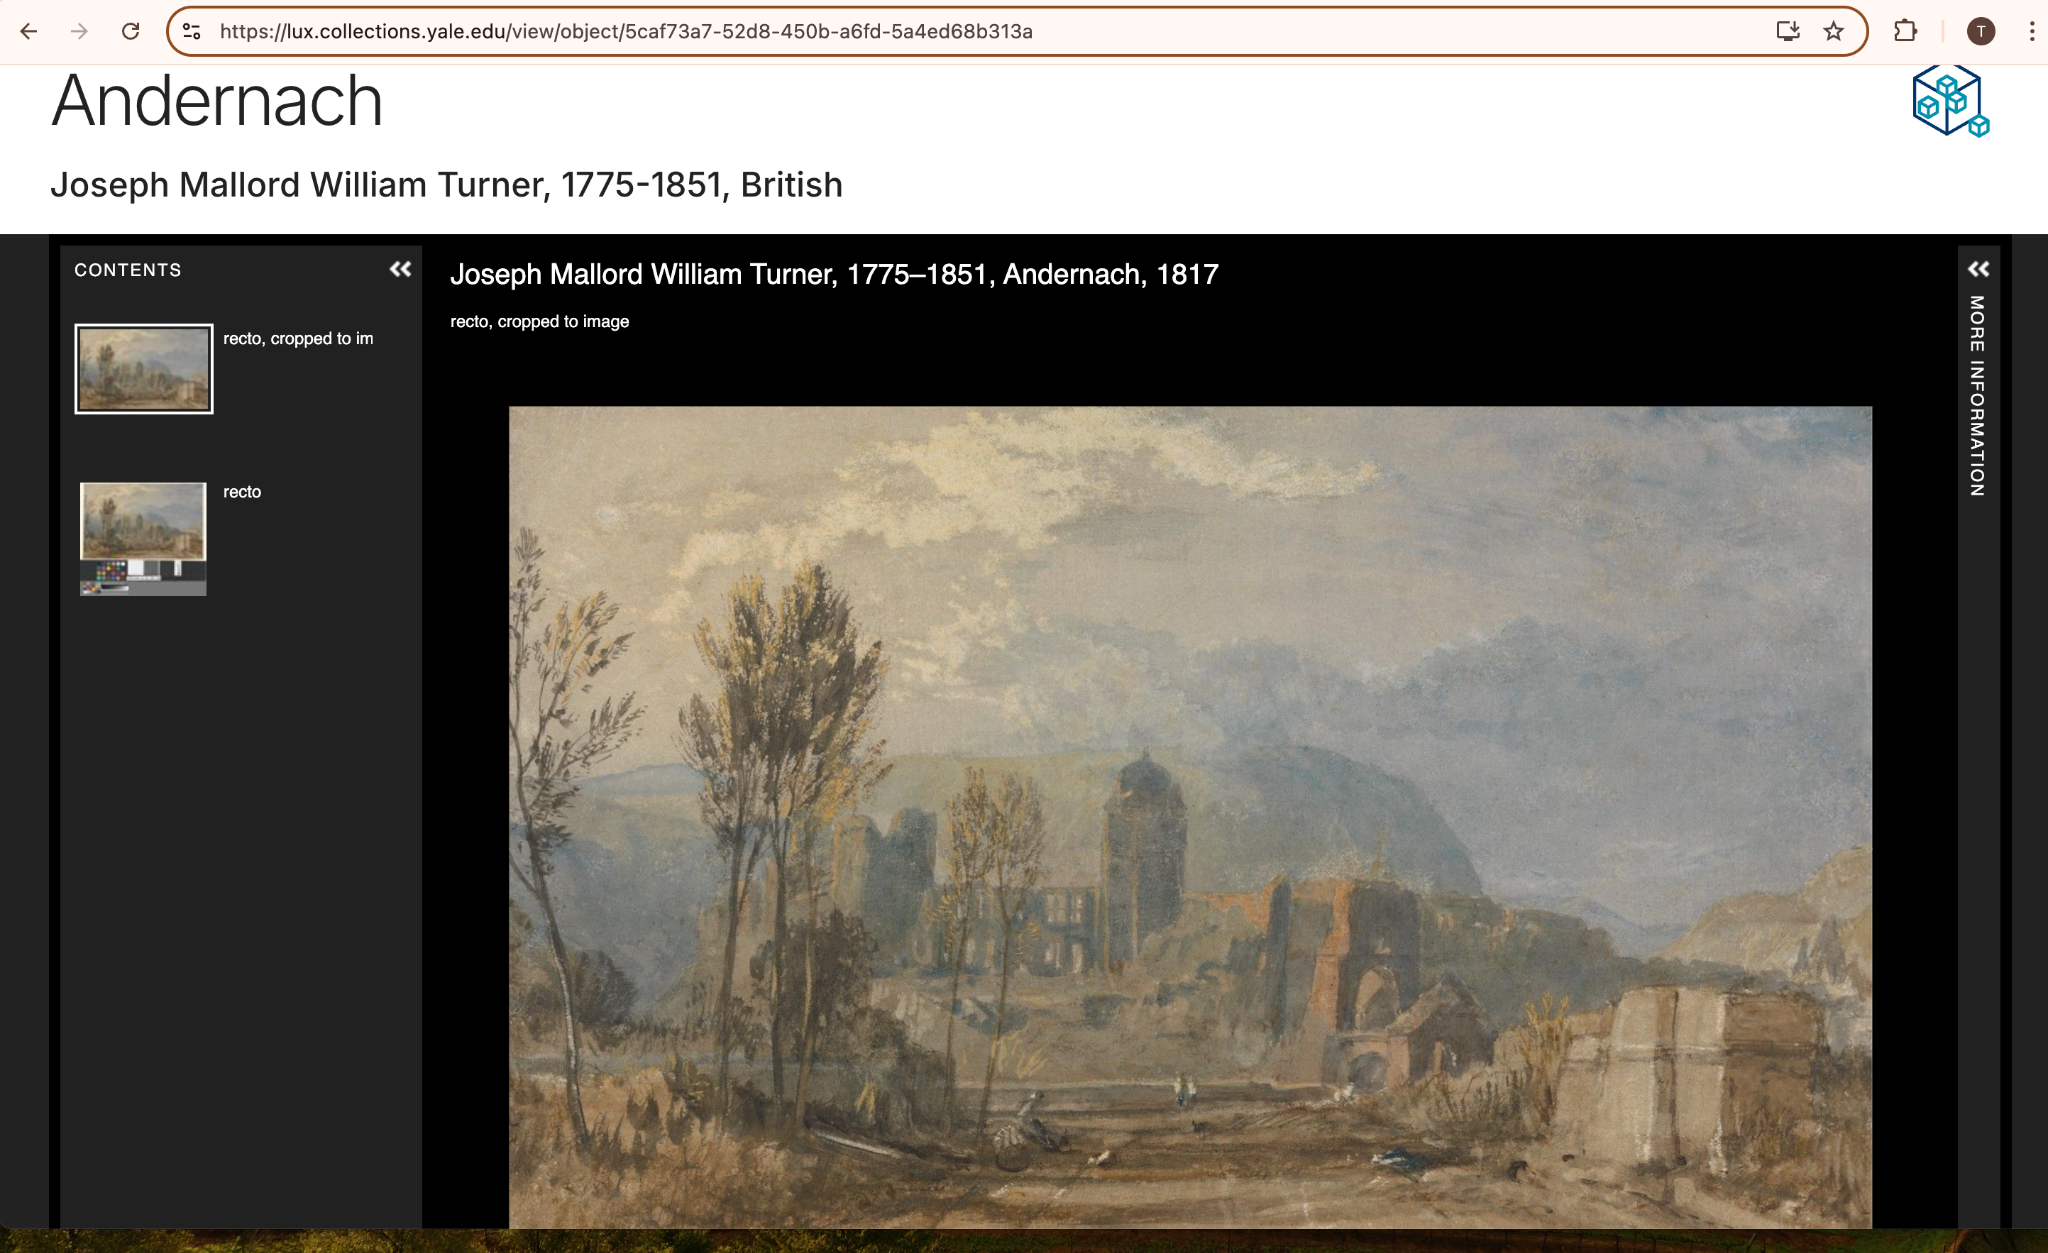 https://lux.collections.yale.edu/view/object/5caf73a7-52d8-450b-a6fd-5a4ed68b313a
T
Andernach
Joseph Mallord William Turner, 1775-1851, British
CONTENTS
recto, cropped to im
recto
Joseph Mallord William Turner, 1775–1851, Andernach, 1817
recto, cropped to image
MORE INFORMATION